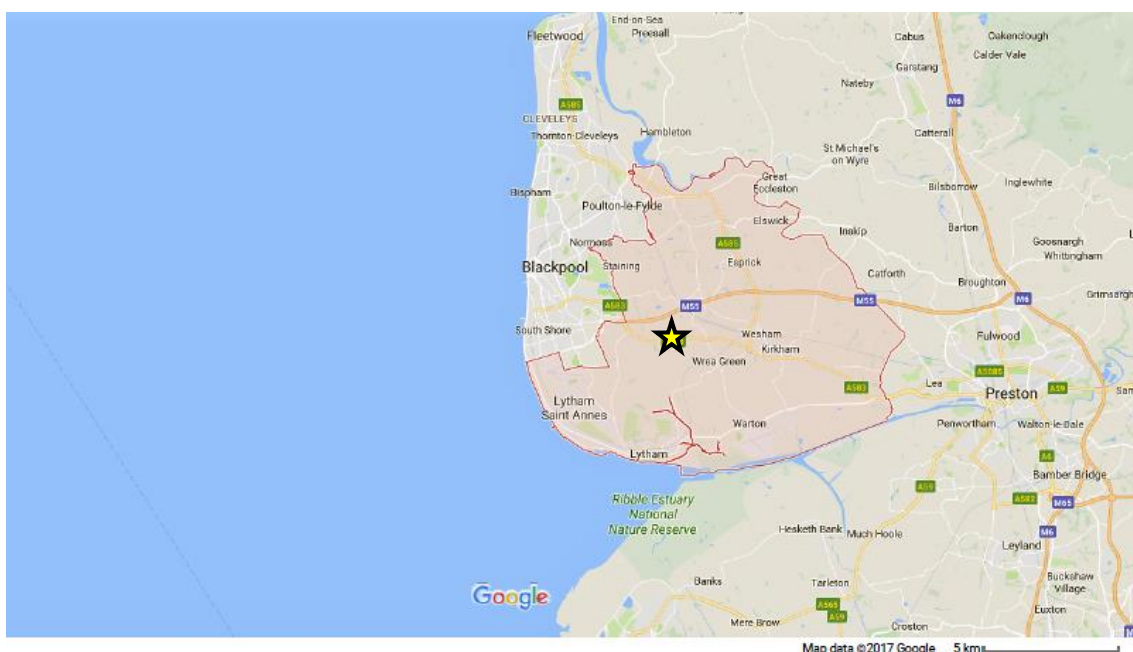 End-on-Sea
Preesall
Fleetwood
Cabus
Oakenclough
Calder Vale
Garstang
Nateby
M6
A585
CLEVELEYS
Thornton-Cleveleys
Hambleton
Catterall
St Michael's
on Wyre
Great
Eccleston
Bilsborrow
Inglewhite
Bispham
Poulton-le-Fylde
Elswick
Inskip
Barton
Normoss
A585
Goosnargh
Whittingham
Blackpool
Staining
Esprick
Catforth
Broughton
Grimsargh
A583
M55
M55
M6
South Shore
Wesham
Kirkham
Fulwood
Wrea Green
A5085
Lea
A583
A59
Preston
Lytham
Saint Annes
Warton
Penwortham
Walton-le-Dale
Lytham
A6
Bamber Bridge
A59
A582
M65
Ribble Estuary
National
Nature Reserve
Hesketh Bank
Much Hoole
M6
Leyland
Banks
Tarleton
Buckshaw
Village
Google
A565
A59
Euxton
Mere Brow
Croston
Map data ©2017 Google 5 km